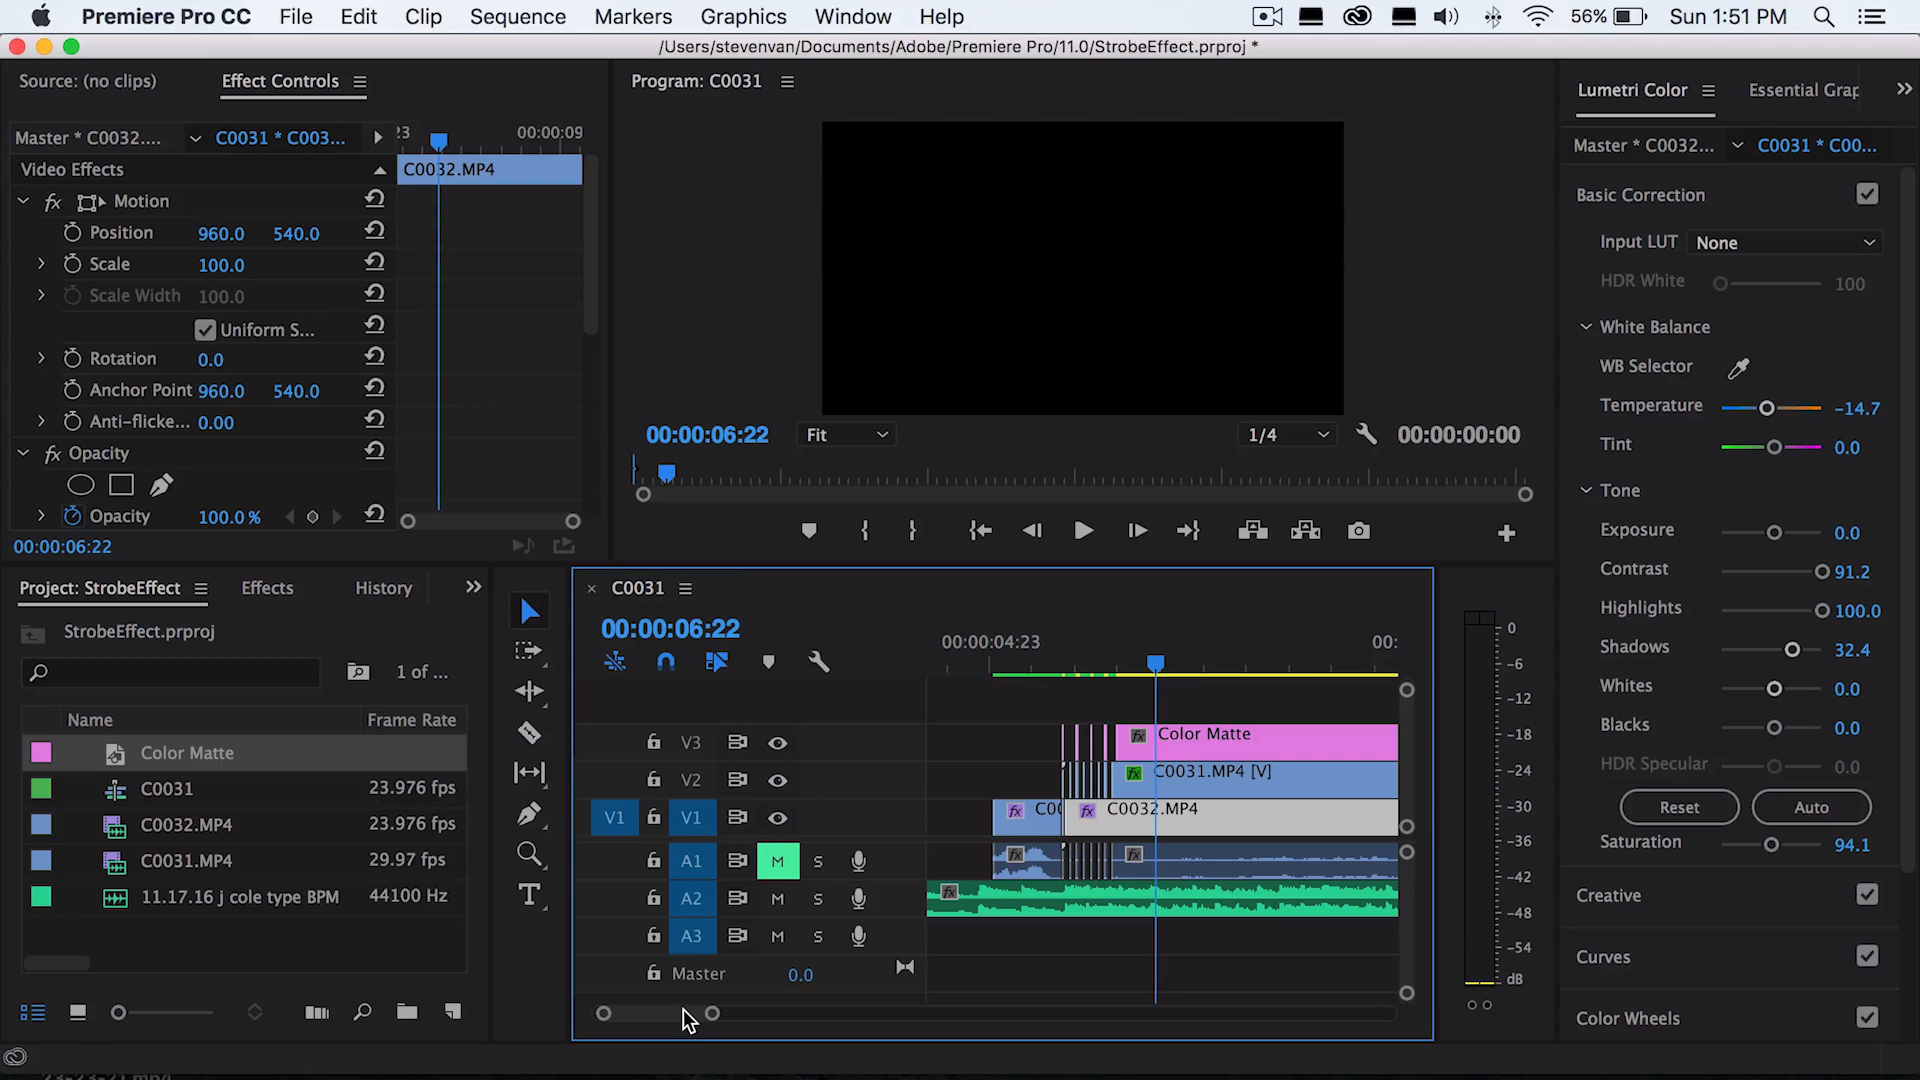 Premiere Pro CC File Edit Clip Sequence Markers Graphics Window Help 56% Sun 1:51 PM
/Users/stevenvan/Documents/Adobe/Premiere Pro/11.0/StrobeEffect.prproj *
Source: (no clips) Effect Controls
Master * C0032.... C0031 * C003...
23 00:00:09
Video Effects
C0032.MP4
fx Motion
Position 960.0 540.0
Scale 100.0
Scale Width 100.0
Uniform S...
Rotation 0.0
Anchor Point 960.0 540.0
Anti-flicke... 0.00
fx Opacity
Opacity 100.0 %
00:00:06:22
Program: C0031
00:00:06:22 Fit 1/4 00:00:00:00
Lumetri Color Essential Grap
Master * C0032... C0031 * C00...
Basic Correction
Input LUT None
HDR White 100
White Balance
WB Selector
Temperature -14.7
Tint 0.0
Tone
Exposure 0.0
Contrast 91.2
Highlights 100.0
Shadows 32.4
Whites 0.0
Blacks 0.0
HDR Specular 0.0
Reset Auto
Saturation 94.1
Creative
Curves
Color Wheels
Project: StrobeEffect Effects History
StrobeEffect.prproj
1 of ...
Name Frame Rate
Color Matte
C0031 23.976 fps
C0032.MP4 23.976 fps
C0031.MP4 29.97 fps
11.17.16 j cole type BPM 44100 Hz
× C0031
00:00:06:22
00:00:04:23 00:
V3 fx Color Matte
V2 fx C0031.MP4 [V]
V1 V1 fx C00 fx C0032.MP4
A1 M S fx fx
A2 M S fx
A3 M S
Master 0.0
0
-6
-12
-18
-24
-30
-36
-42
-48
-54
dB